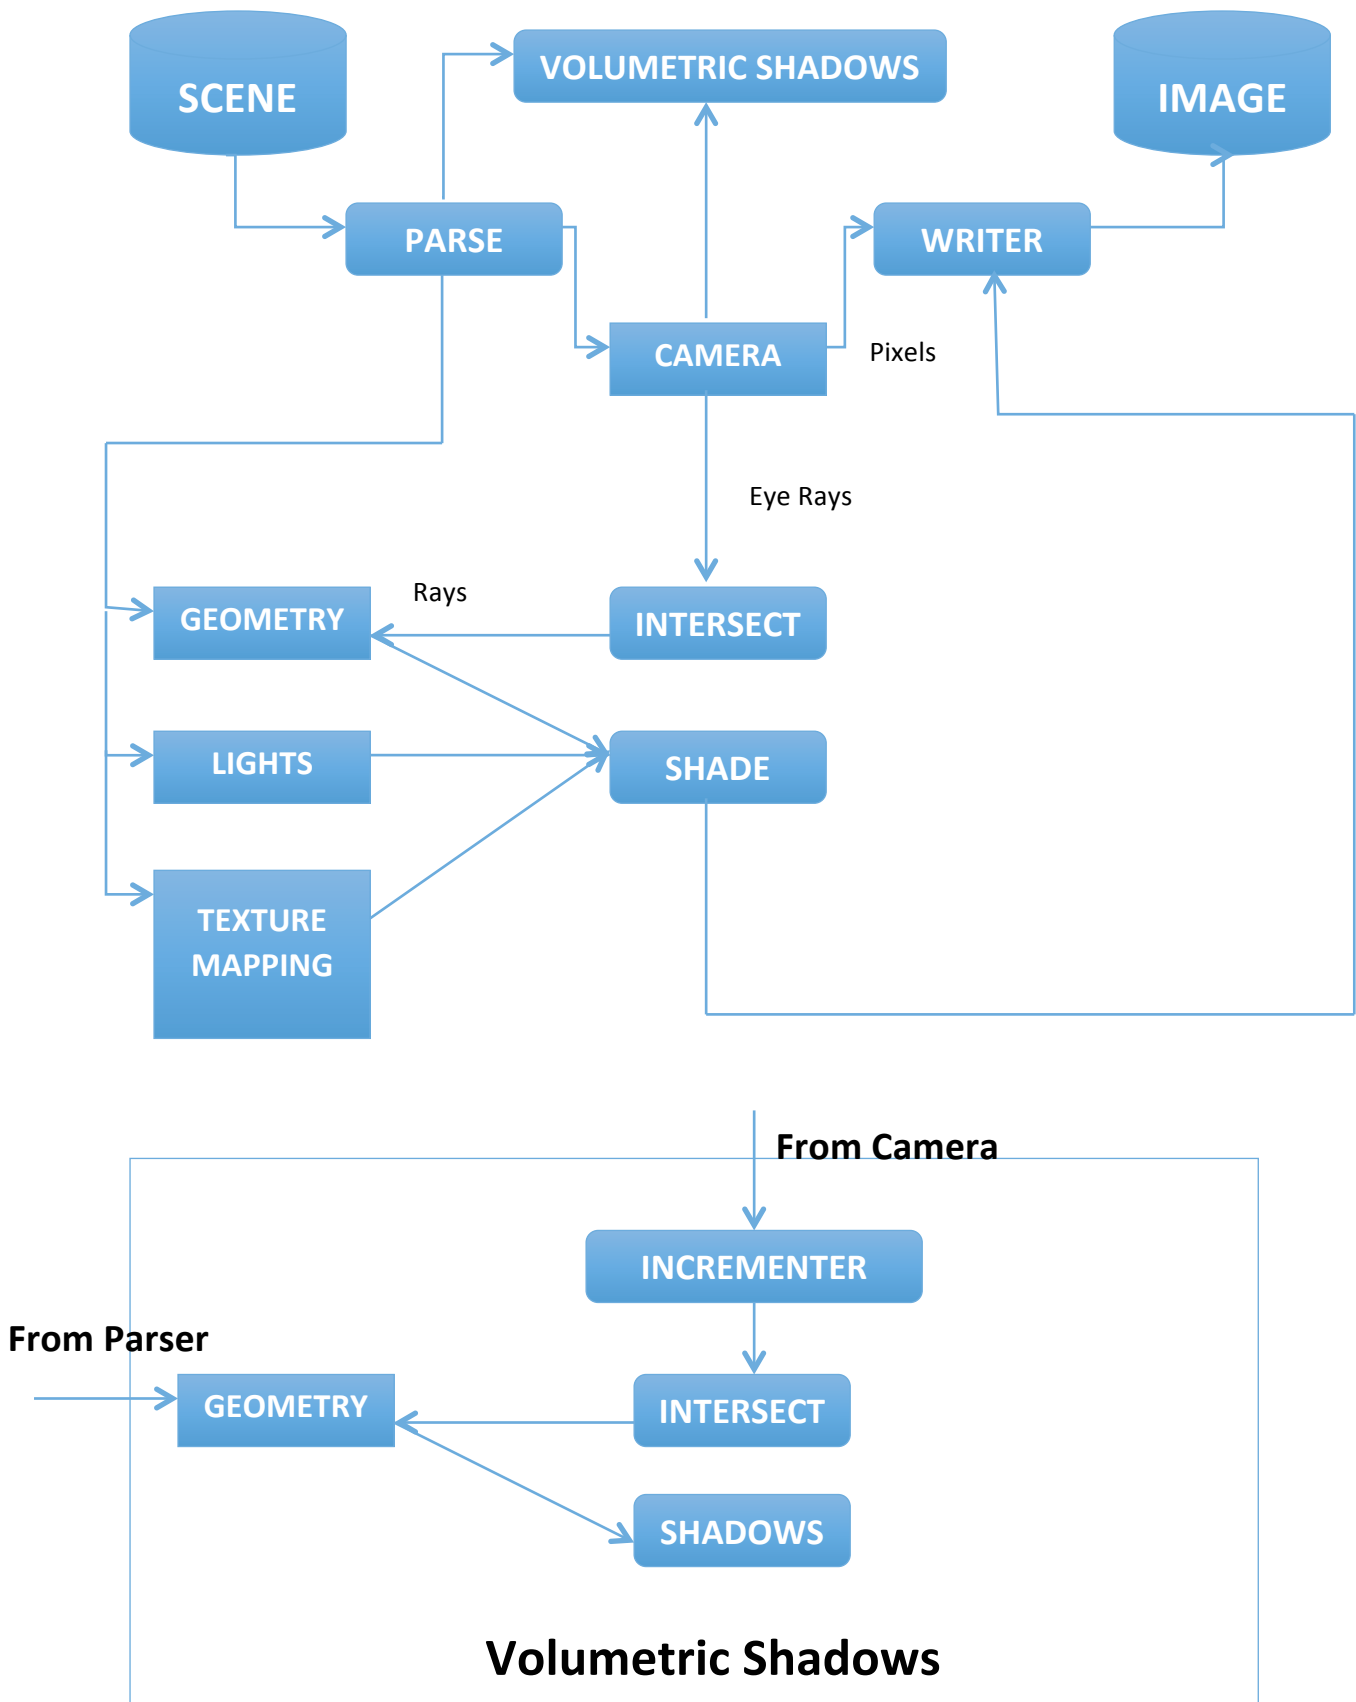 SCENE
VOLUMETRIC SHADOWS
IMAGE
PARSE
WRITER
CAMERA
Pixels
Eye Rays
Rays
GEOMETRY
INTERSECT
LIGHTS
SHADE
TEXTURE
MAPPING
From Camera
INCREMENTER
From Parser
GEOMETRY
INTERSECT
SHADOWS
Volumetric Shadows